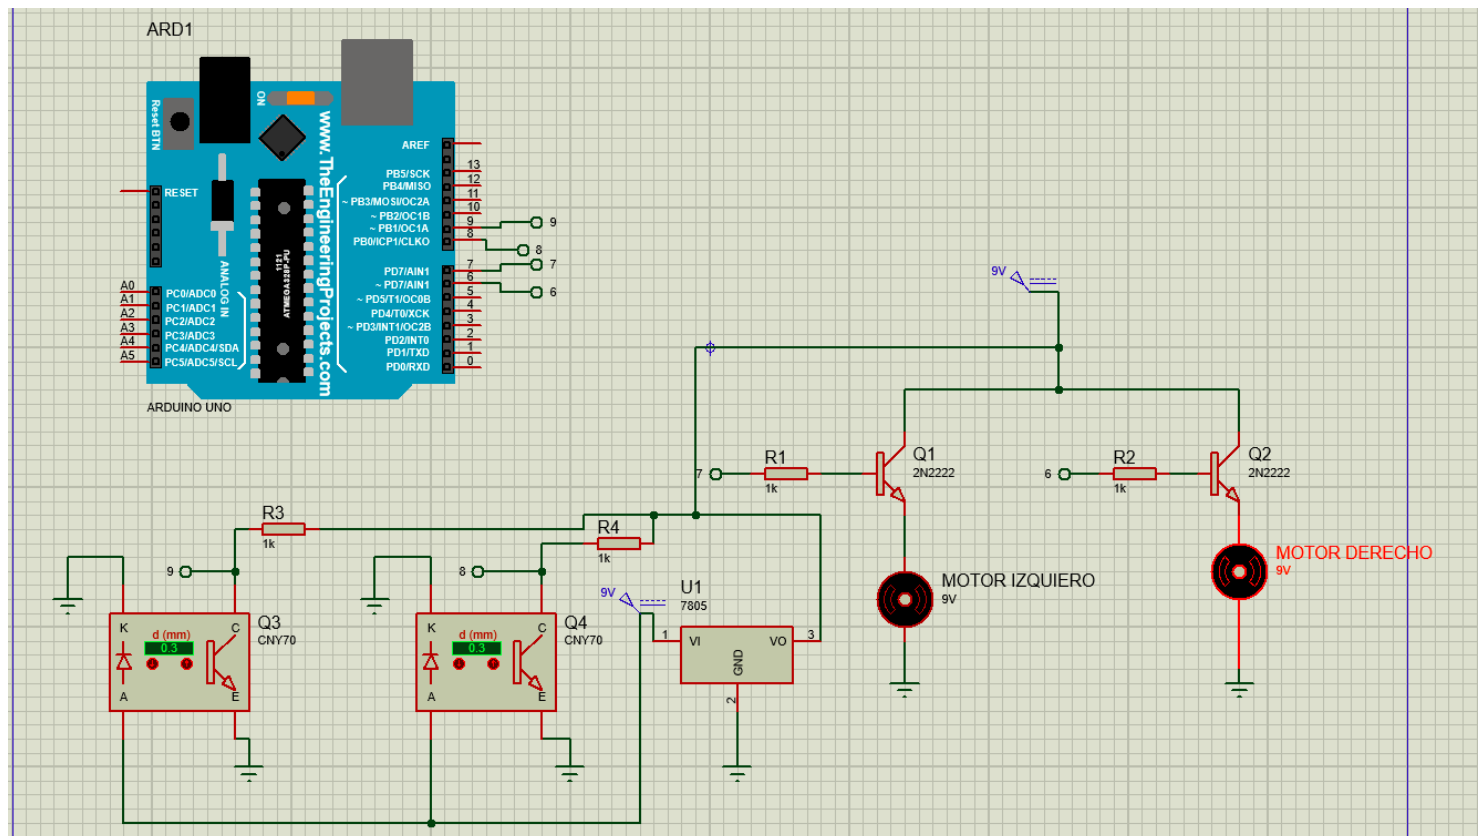 ARD1
Reset BTN
ON
www.TheEngineeringProjects.com
AREF
PB5/SCK 13
PB4/MISO 12
~ PB3/MOSI/OC2A 11
~ PB2/OC1B 10
~ PB1/OC1A 9
PB0/ICP1/CLKO 8
9
8
RESET
ANALOG IN
1121
ATMEGA328P-PU
PD7/AIN1 7
~ PD7/AIN1 6
~ PD5/T1/OC0B 5
PD4/T0/XCK 4
~ PD3/INT1/OC2B 3
PD2/INT0 2
PD1/TXD 1
PD0/RXD 0
7
6
A0 PC0/ADC0
A1 PC1/ADC1
A2 PC2/ADC2
A3 PC3/ADC3
A4 PC4/ADC4/SDA
A5 PC5/ADC5/SCL
ARDUINO UNO
9V
7
R1
1k
Q1
2N2222
6
R2
1k
Q2
2N2222
R3
1k
R4
1k
9
8
MOTOR IZQUIERO
9V
MOTOR DERECHO
9V
9V
U1
7805
1 VI VO 3
GND
2
Q3
CNY70
K C
d (mm)
0.3
A E
Q4
CNY70
K C
d (mm)
0.3
A E